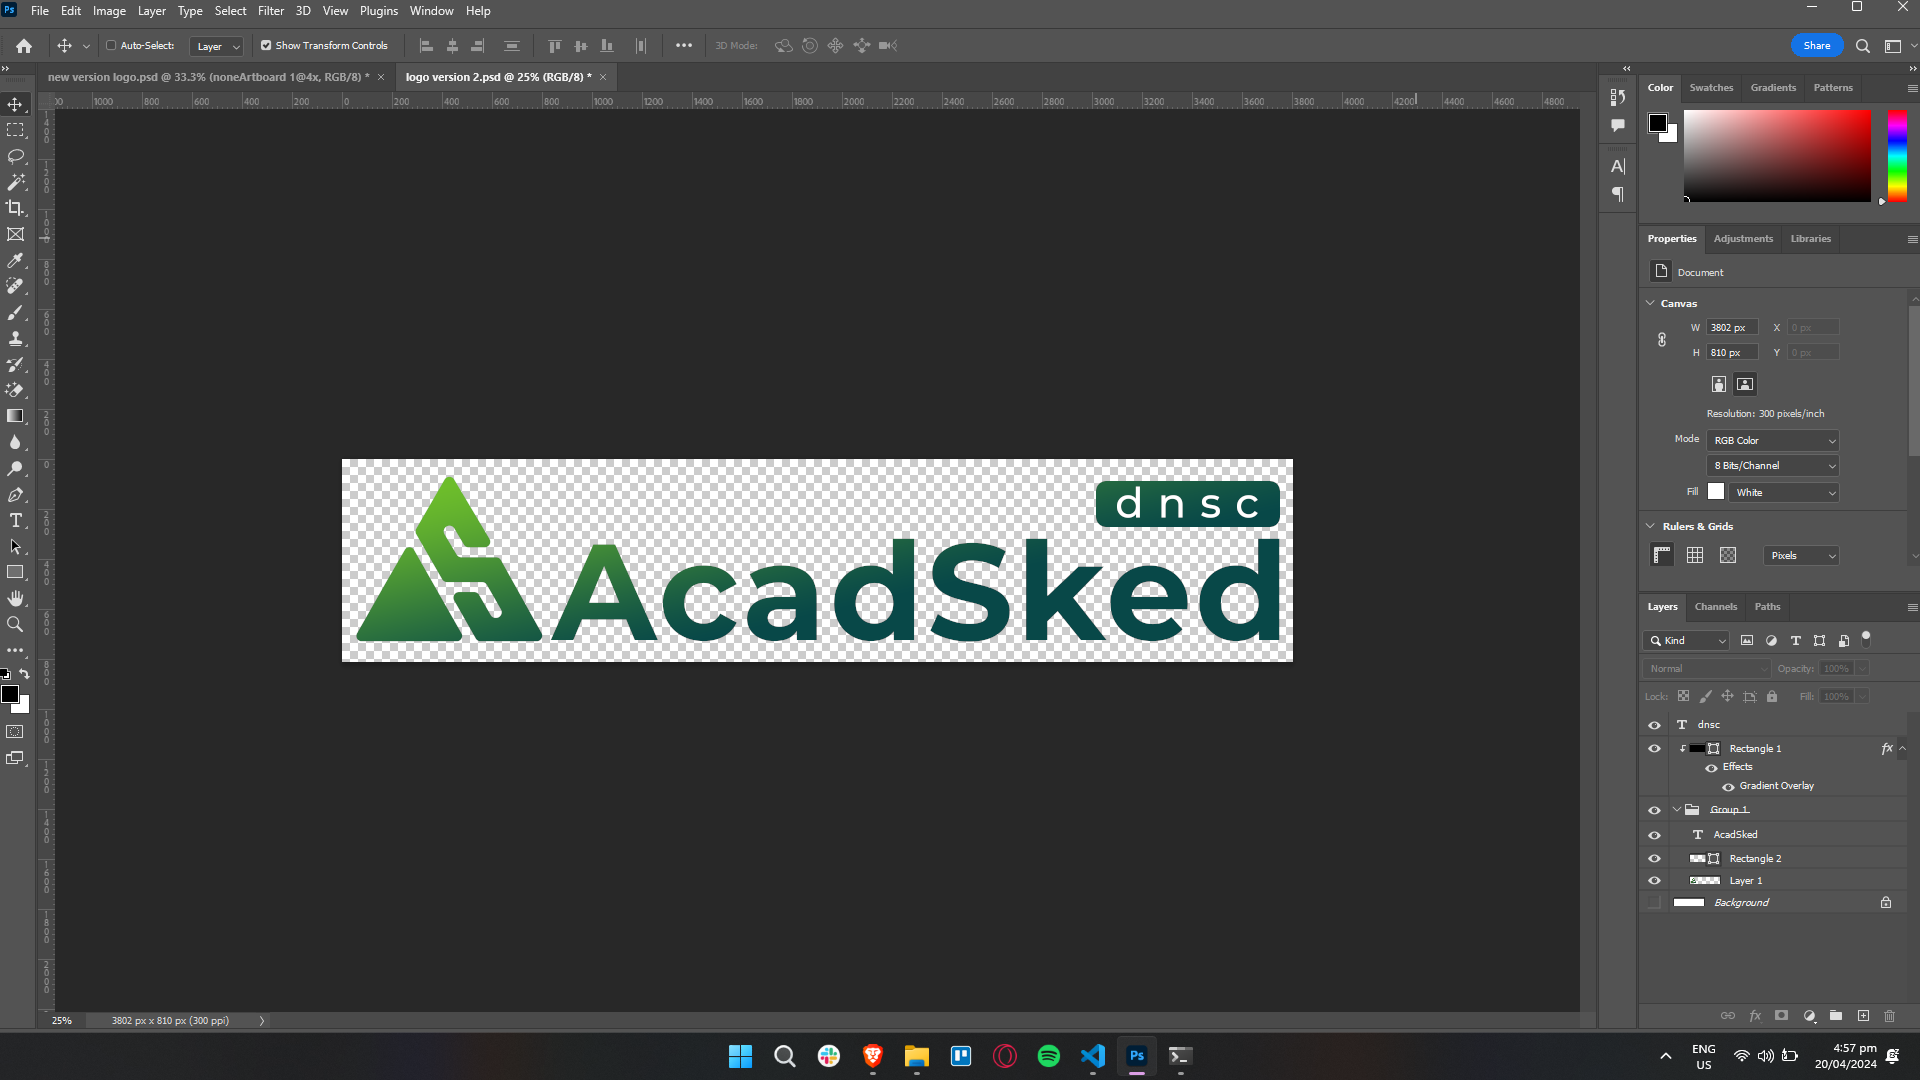 File Edit Image Layer Type Select Filter 3D View Plugins Window Help
Auto-Select: Layer Show Transform Controls 3D Mode: Share
new version logo.psd @ 33.3% (noneArtboard 1@4x, RGB/8) * logo version 2.psd @ 25% (RGB/8) *
1000 800 600 400 200 0 200 400 600 800 1000 1200 1400 1600 1800 2000 2200 2400 2600 2800 3000 3200 3400 3600 3800 4000 4200 4400 4600 4800
Color Swatches Gradients Patterns
Properties Adjustments Libraries
Document
Canvas
W 3802 px X 0 px
H 810 px Y 0 px
Resolution: 300 pixels/inch
Mode RGB Color
8 Bits/Channel
Fill White
Rulers & Grids
Pixels
dnsc
AcadSked
Layers Channels Paths
Kind
Normal Opacity: 100%
Lock: Fill: 100%
dnsc
Rectangle 1 fx
Effects
Gradient Overlay
Group 1
AcadSked
Rectangle 2
Layer 1
Background
25% 3802 px x 810 px (300 ppi)
ENG
US
4:57 pm
20/04/2024